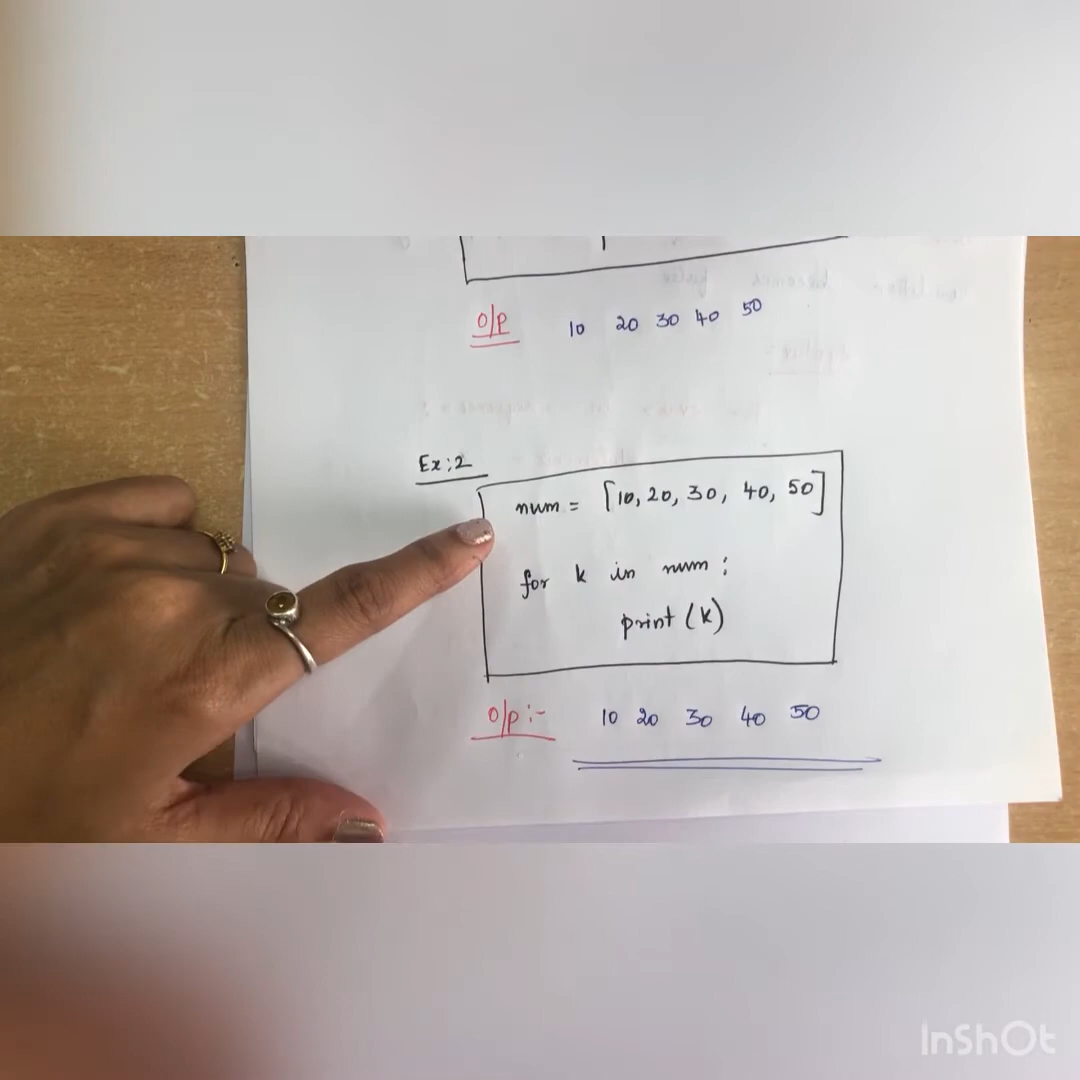 O/P 10 20 30 40 50
Ex:2
num = [10, 20, 30, 40, 50]
for k in num :
print (k)
O/P :- 10 20 30 40 50
InShOt